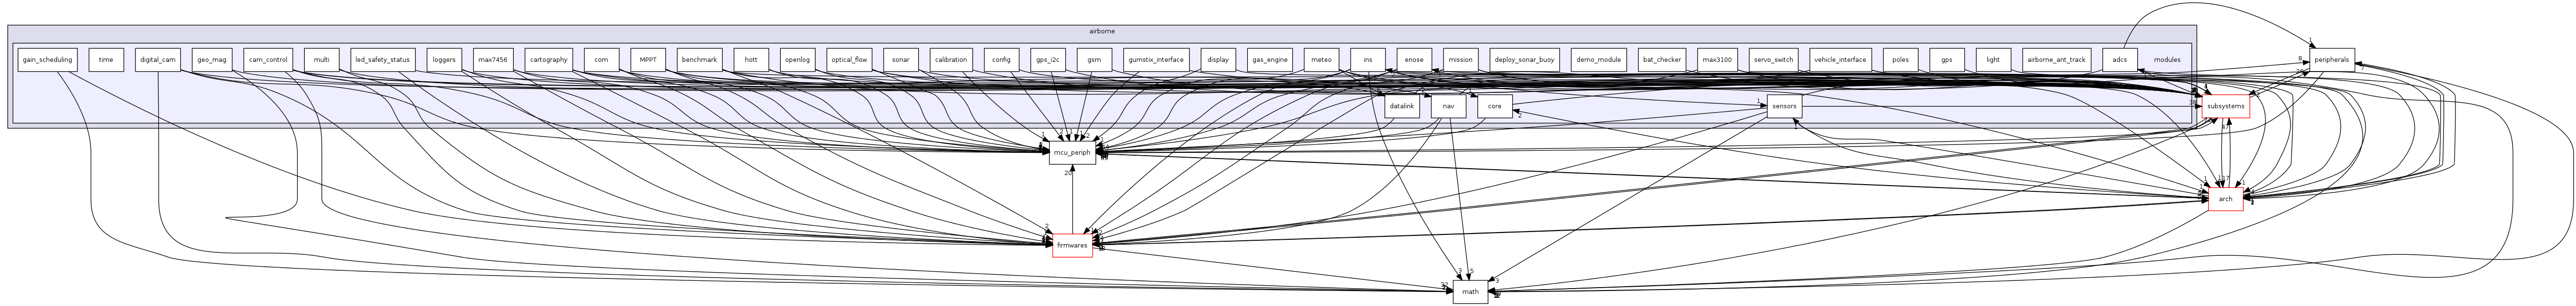 airborne
gain_scheduling
time
digital_cam
geo_mag
cam_control
multi
led_safety_status
loggers
max7456
cartography
com
MPPT
benchmark
hott
openlog
optical_flow
sonar
calibration
config
gps_i2c
gsm
gumstix_interface
display
gas_engine
meteo
ins
enose
mission
deploy_sonar_buoy
demo_module
bat_checker
max3100
servo_switch
vehicle_interface
poles
gps
light
airborne_ant_track
adcs
modules
peripherals
datalink
nav
core
sensors
subsystems
mcu_periph
arch
firmwares
math